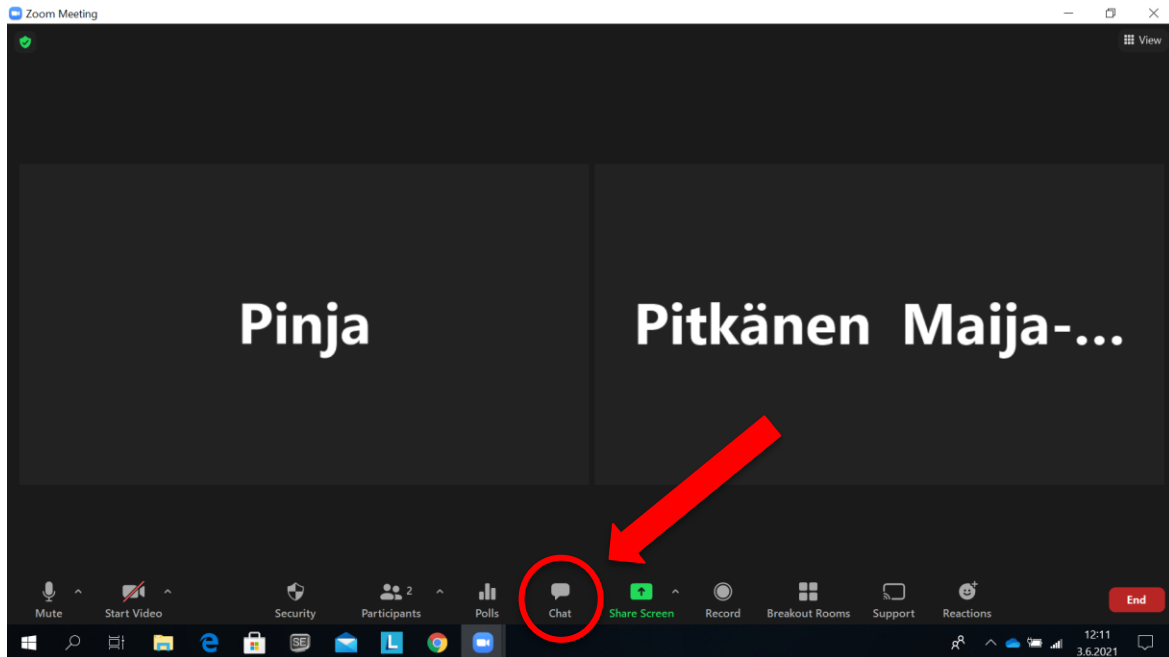 Zoom Meeting
View
Pinja
Pitkänen Maija-...
2
Mute Start Video Security Participants Polls Chat Share Screen Record Breakout Rooms Support Reactions End
SE L
12:11
3.6.2021